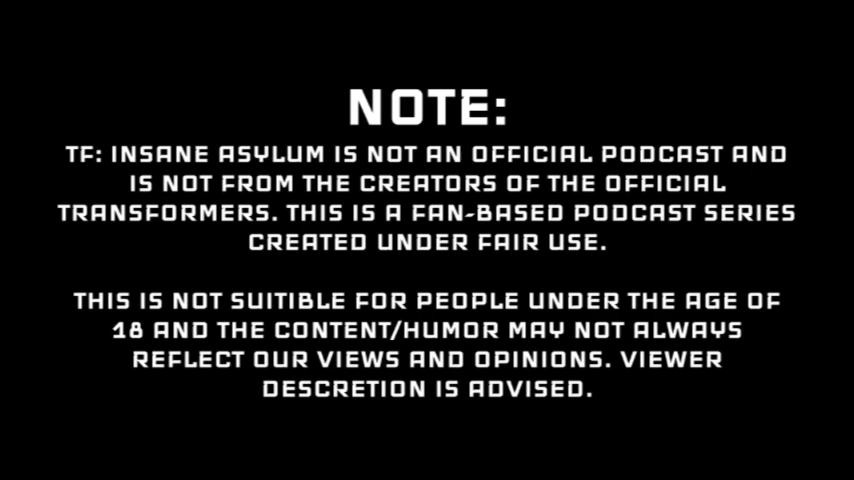 NOTE:
TF: INSANE ASYLUM IS NOT AN OFFICIAL PODCAST AND
IS NOT FROM THE CREATORS OF THE OFFICIAL
TRANSFORMERS. THIS IS A FAN-BASED PODCAST SERIES
CREATED UNDER FAIR USE.
THIS IS NOT SUITIBLE FOR PEOPLE UNDER THE AGE OF
18 AND THE CONTENT/HUMOR MAY NOT ALWAYS
REFLECT OUR VIEWS AND OPINIONS. VIEWER
DESCRETION IS ADVISED.